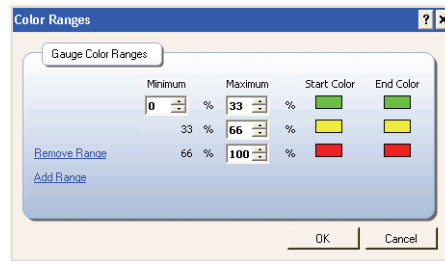 Color Ranges
Gauge Color Ranges
Minimum Maximum Start Color End Color
0 % 33 %
33 % 66 %
Remove Range 66 % 100 %
Add Range
OK Cancel